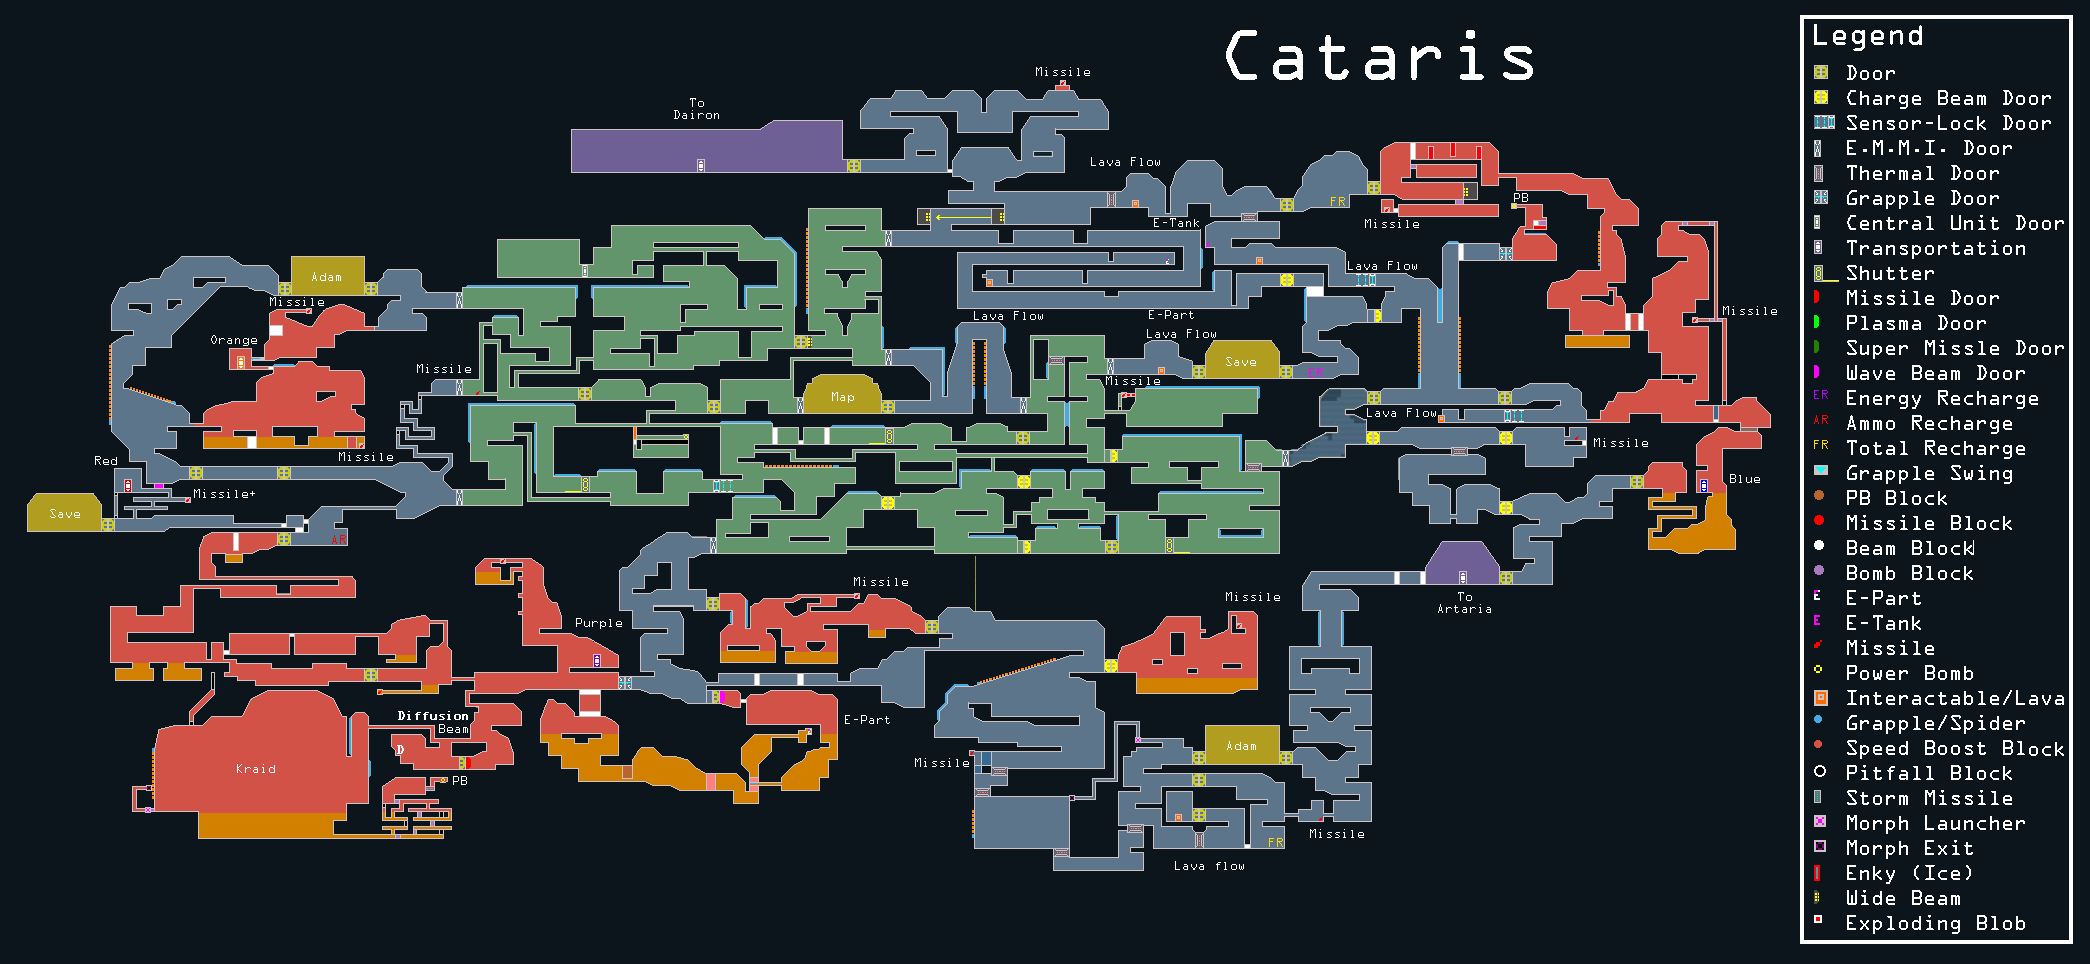 Cataris
Missile
To
Dairon
Lava Flow
FR
PB
E-Tank
Missile
Adam
Missile
Lava Flow
E-Part
Lava Flow
Missile
Orange
Lava Flow
Save
Missile
ER
Missile
Map
Lava Flow
Missile
Red
Missile
Missile+
Blue
Save
AR
Missile
Missile
To
Artaria
Purple
Diffusion
Beam
E-Part
D
Kraid
PB
Missile
Adam
Missile
FR
Lava flow
Legend
Door
Charge Beam Door
Sensor-Lock Door
E.M.M.I. Door
Thermal Door
Grapple Door
Central Unit Door
Transportation
Shutter
Missile Door
Plasma Door
Super Missle Door
Wave Beam Door
ER Energy Recharge
AR Ammo Recharge
FR Total Recharge
Grapple Swing
PB Block
Missile Block
Beam Block
Bomb Block
E E-Part
E E-Tank
Missile
Power Bomb
Interactable/Lava
Grapple/Spider
Speed Boost Block
Pitfall Block
Storm Missile
Morph Launcher
Morph Exit
Enky (Ice)
Wide Beam
Exploding Blob